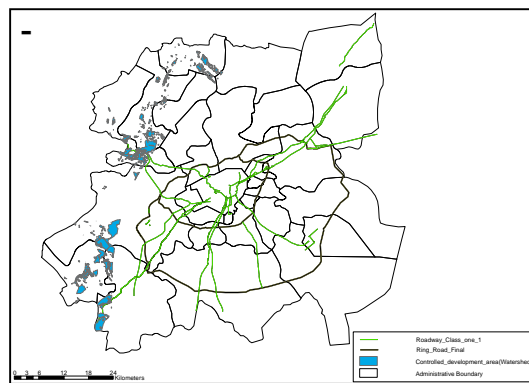 Roadway_Class_one_1
Ring_Road_Final
Controlled_development_area(Watershed
Administrative Boundary
0 3 6 12 18 24
Kilometers